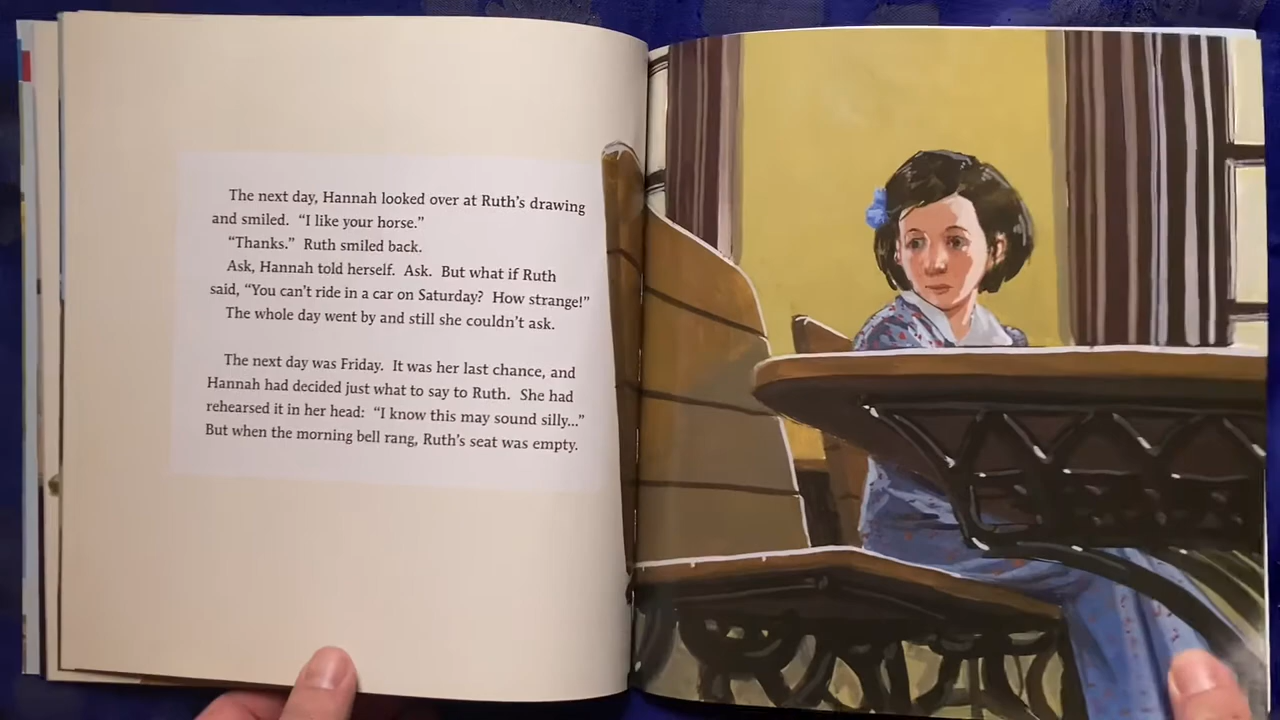 The next day, Hannah looked over at Ruth's drawing
and smiled. “I like your horse.”
“Thanks.” Ruth smiled back.
Ask, Hannah told herself. Ask. But what if Ruth
said, “You can't ride in a car on Saturday? How strange!”
The whole day went by and still she couldn't ask.
The next day was Friday. It was her last chance, and
Hannah had decided just what to say to Ruth. She had
rehearsed it in her head: “I know this may sound silly...”
But when the morning bell rang, Ruth's seat was empty.